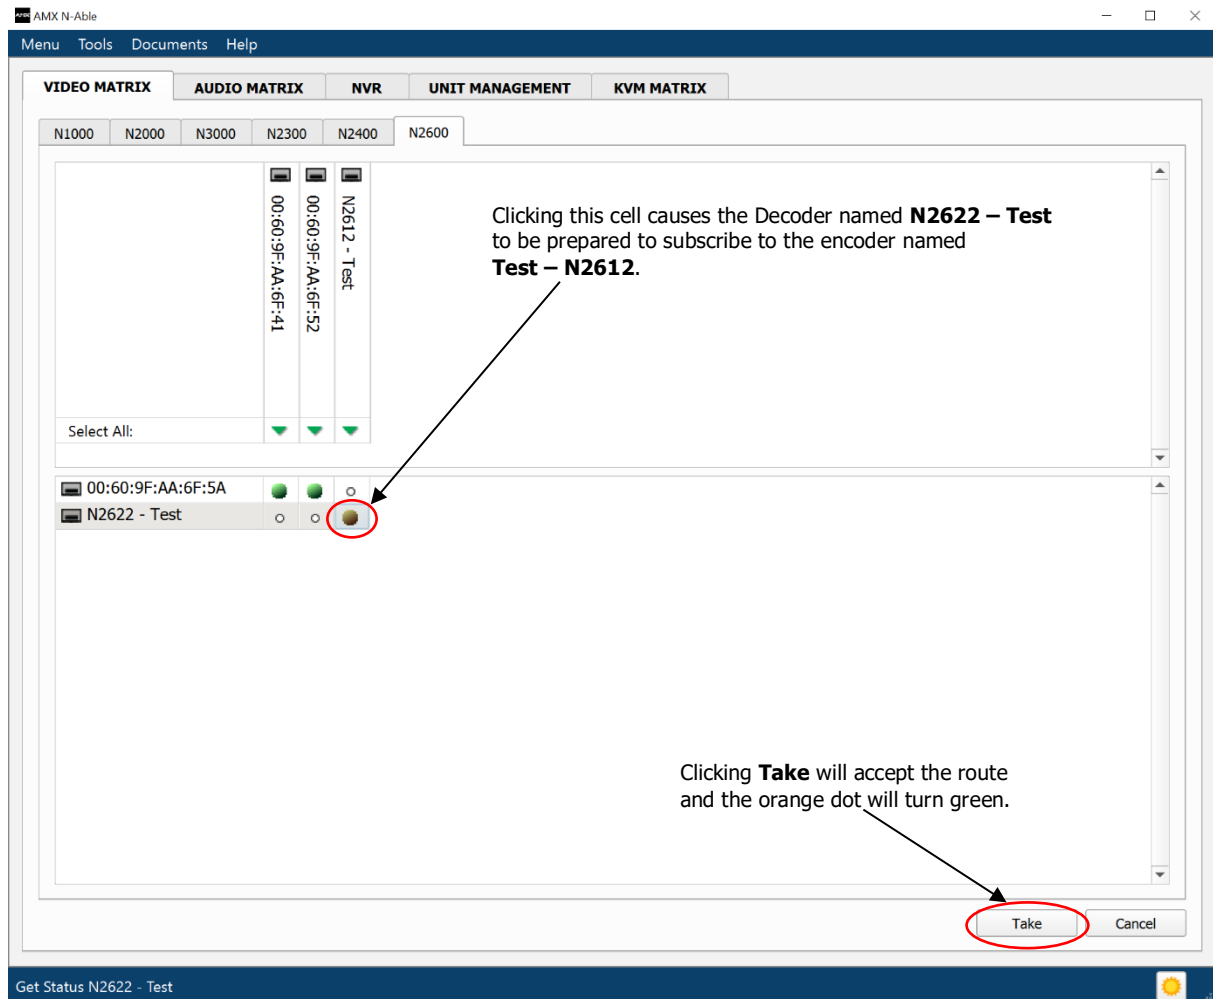 AMX AMX N-Able
Menu Tools Documents Help
VIDEO MATRIX AUDIO MATRIX NVR UNIT MANAGEMENT KVM MATRIX
N1000 N2000 N3000 N2300 N2400 N2600
00:60:9F:AA:6F:41
00:60:9F:AA:6F:52
N2612 - Test
Clicking this cell causes the Decoder named N2622 – Test
to be prepared to subscribe to the encoder named
Test – N2612.
Select All:
00:60:9F:AA:6F:5A
N2622 - Test
Clicking Take will accept the route
and the orange dot will turn green.
Take Cancel
Get Status N2622 - Test